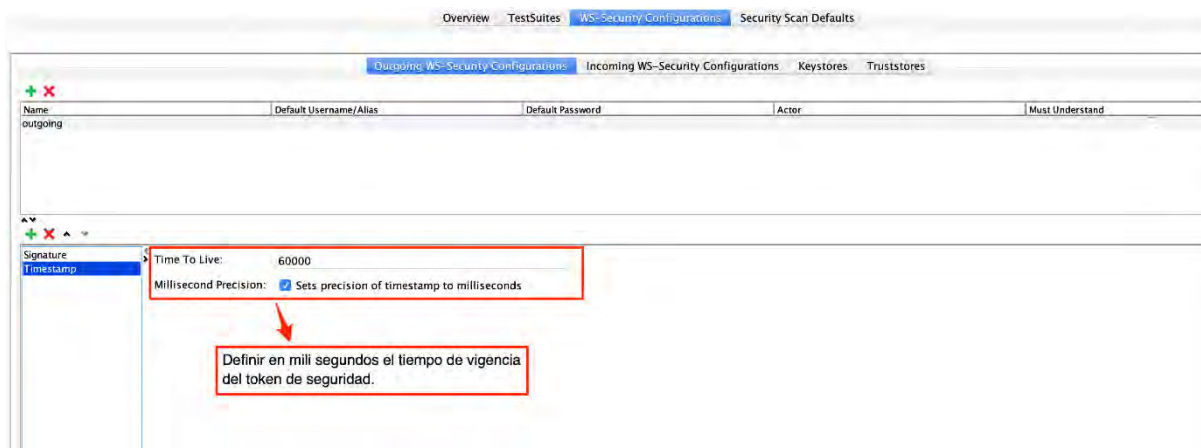 Overview TestSuites WS-Security Configurations Security Scan Defaults
Outgoing WS-Security Configurations Incoming WS-Security Configurations Keystores Truststores
Name Default Username/Alias Default Password Actor Must Understand
outgoing
Signature
Timestamp
Time To Live: 60000
Millisecond Precision: Sets precision of timestamp to milliseconds
Definir en mili segundos el tiempo de vigencia
del token de seguridad.